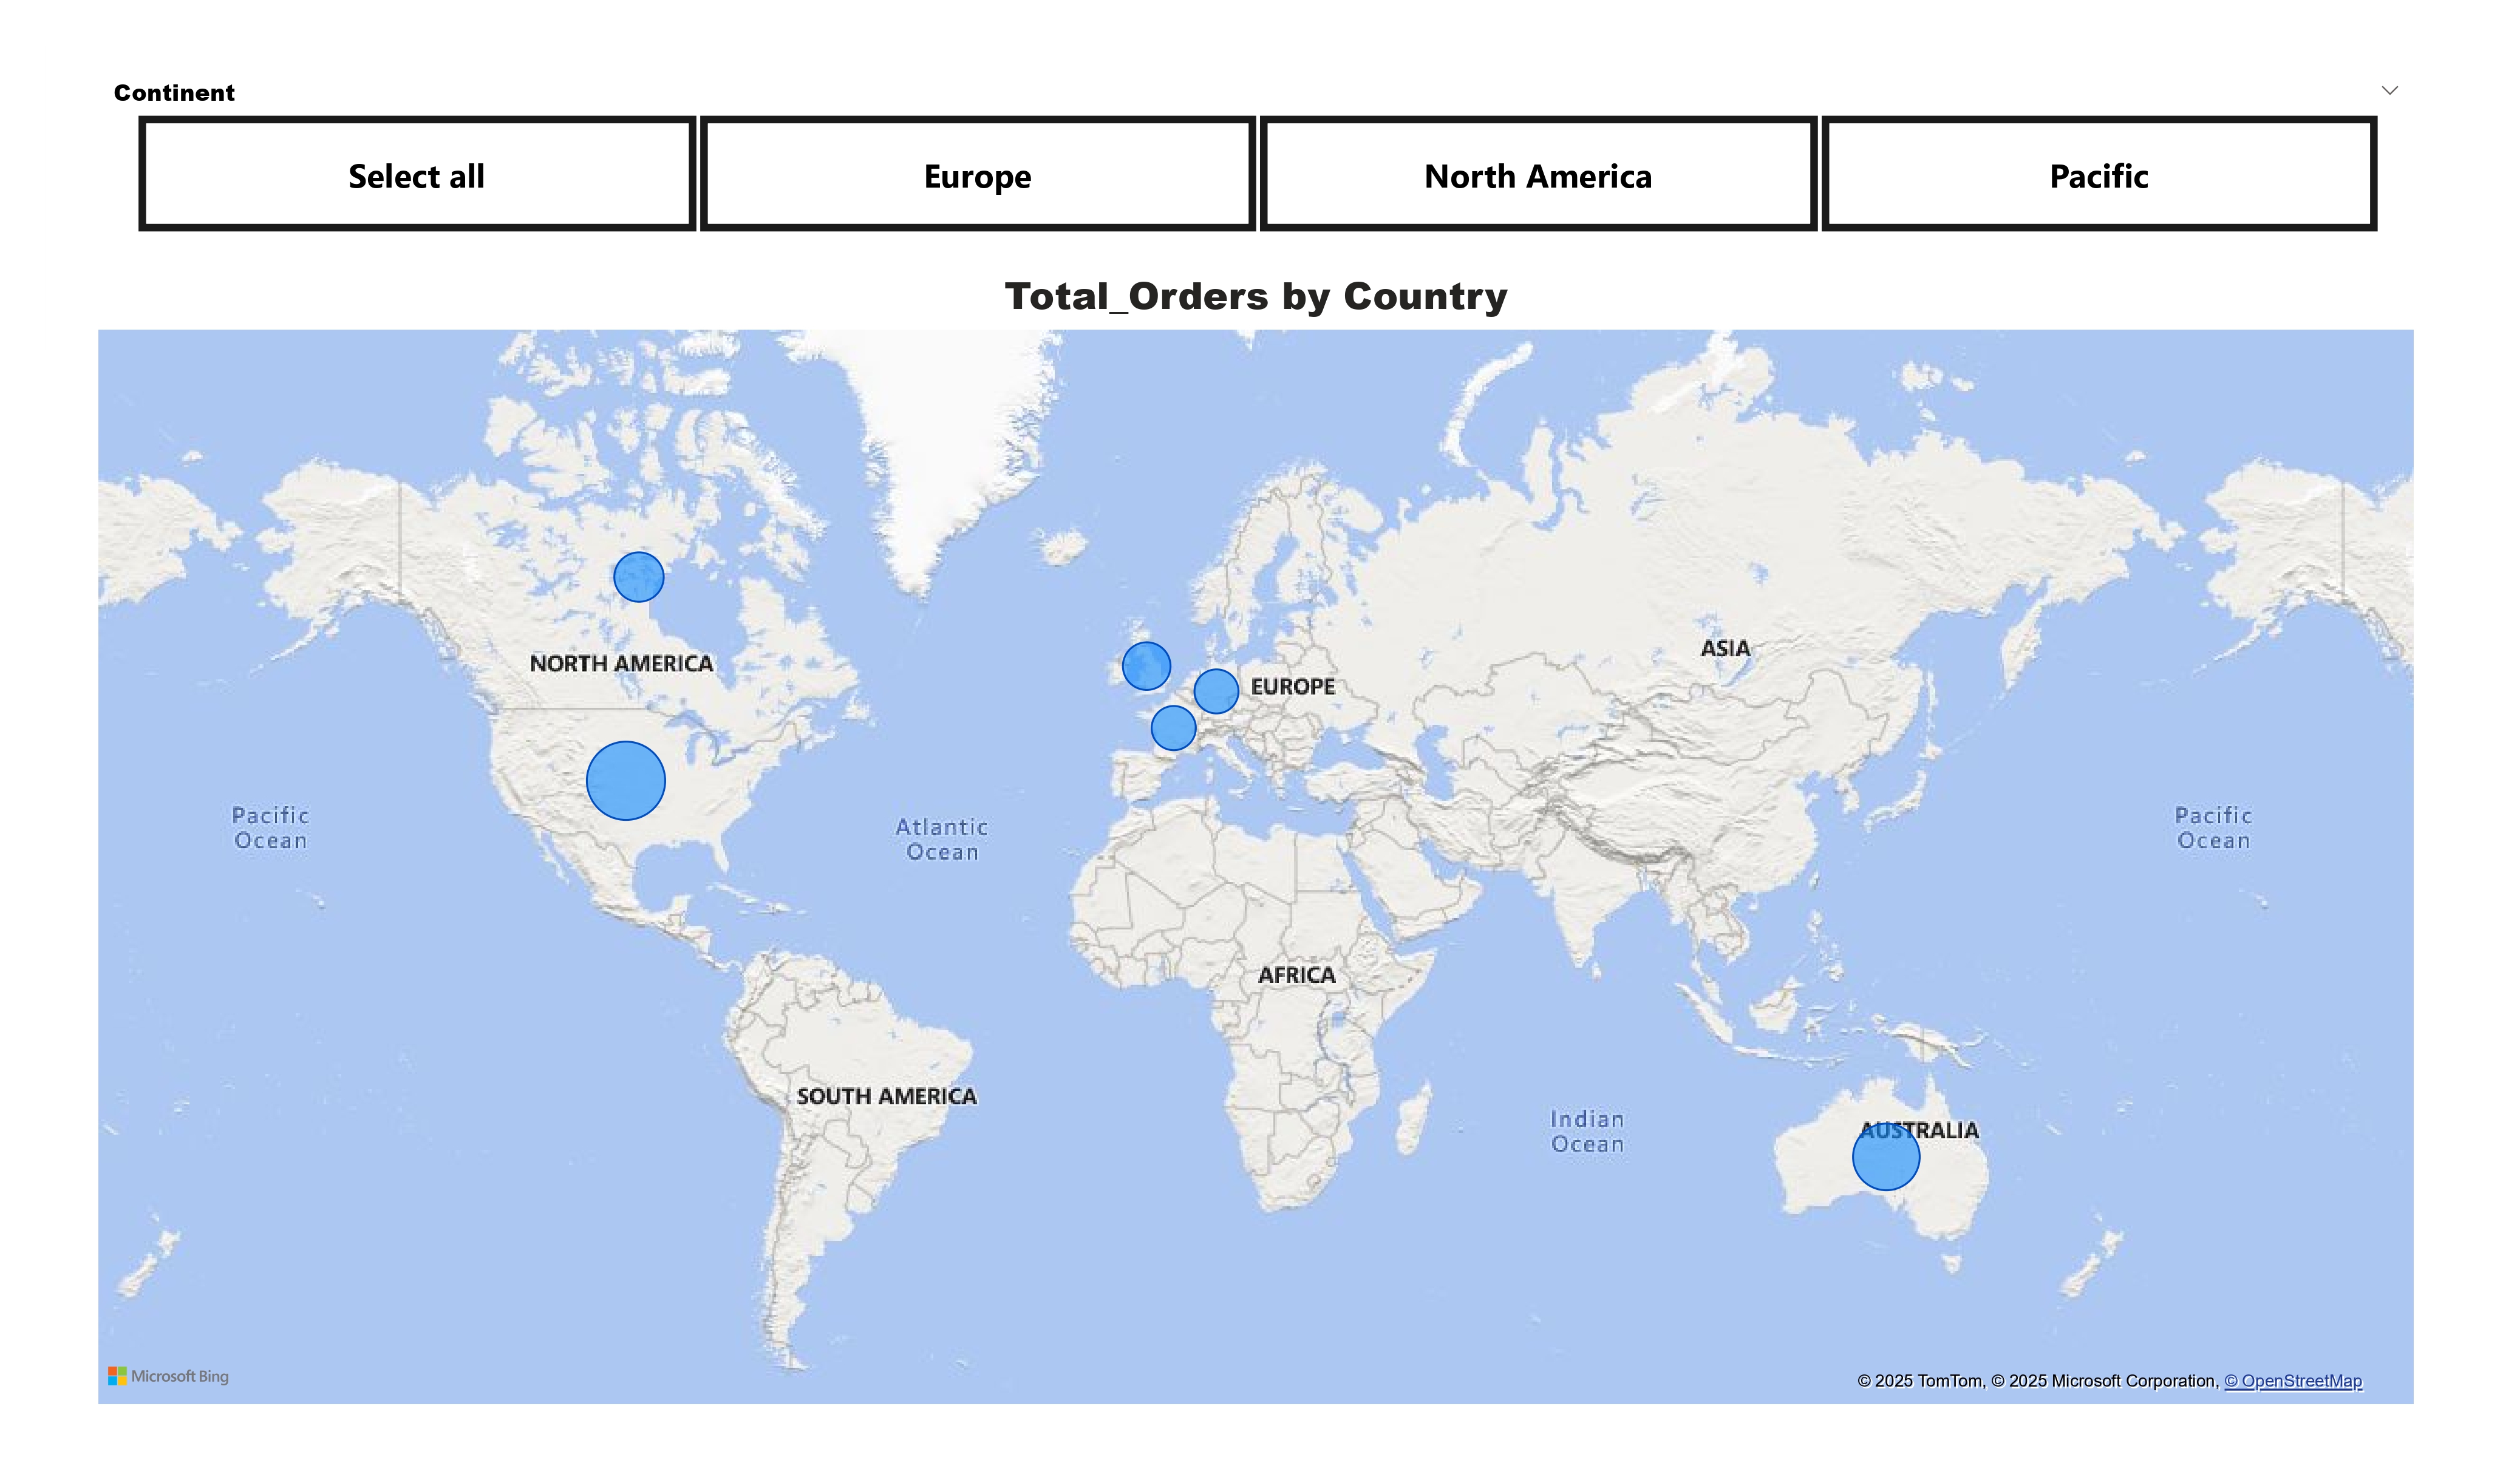 Continent
Select all
Europe
North America
Pacific
Total_Orders by Country
NORTH AMERICA
EUROPE
ASIA
Pacific
Ocean
Atlantic
Ocean
Pacific
Ocean
AFRICA
SOUTH AMERICA
Indian
Ocean
AUSTRALIA
Microsoft Bing
© 2025 TomTom, © 2025 Microsoft Corporation, © OpenStreetMap